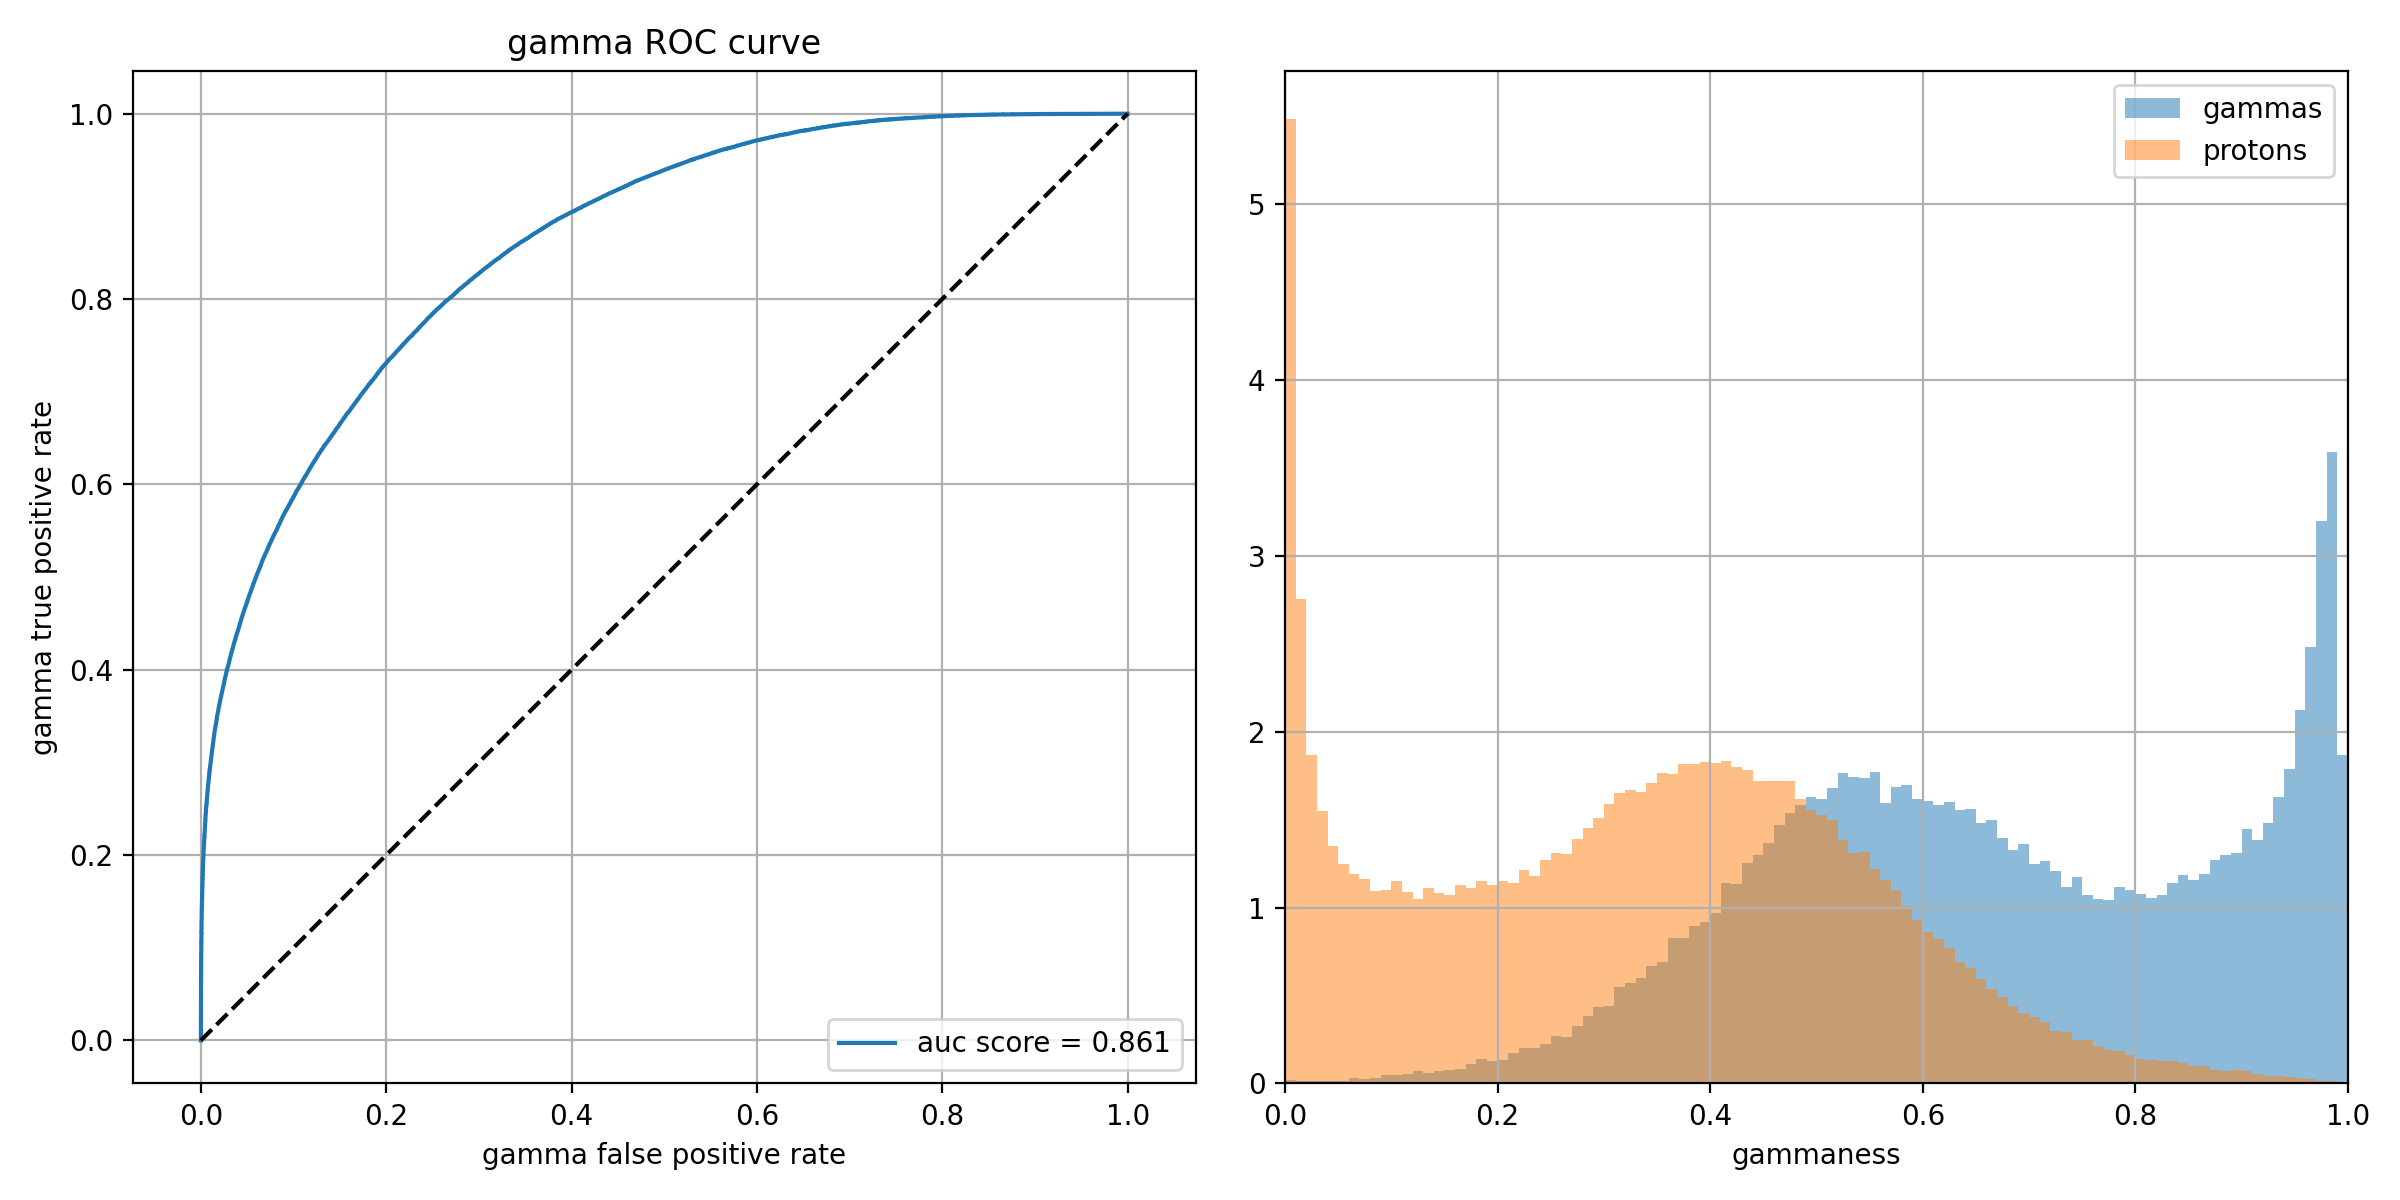 gamma ROC curve
gamma true positive rate
1.0
0.8
0.6
0.4
0.2
0.0
auc score = 0.861
0.0 0.2 0.4 0.6 0.8 1.0
gamma false positive rate
gammas
protons
5
4
3
2
1
0
0.0 0.2 0.4 0.6 0.8 1.0
gammaness